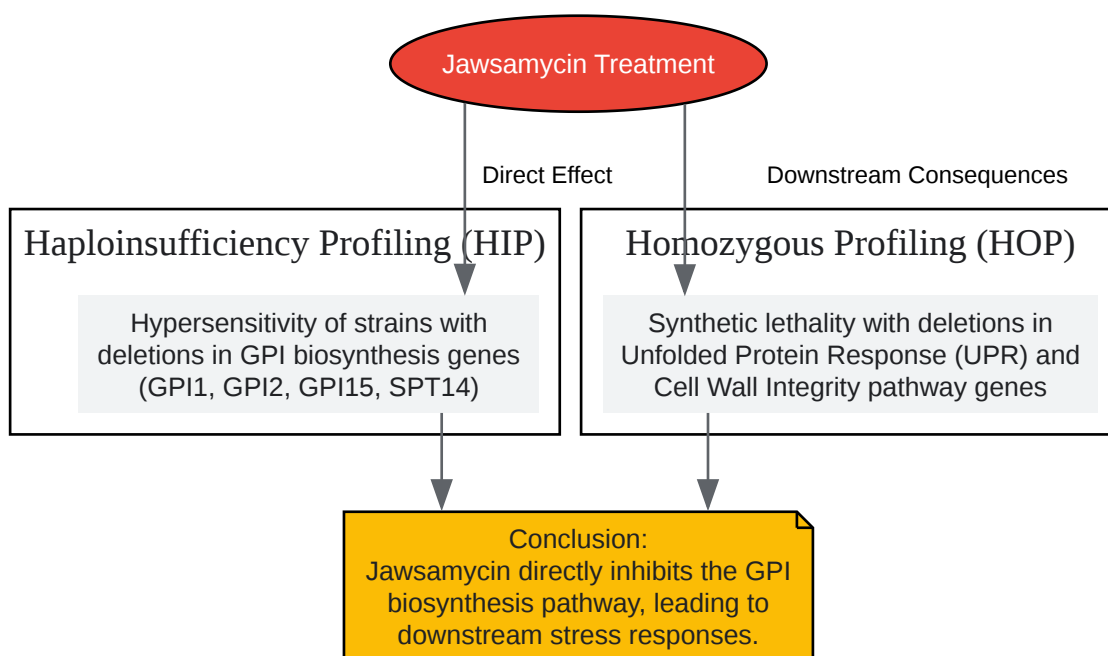 Jawsamycin Treatment
Direct Effect
Downstream Consequences
Haploinsufficiency Profiling (HIP)
Hypersensitivity of strains with
deletions in GPI biosynthesis genes
(GPI1, GPI2, GPI15, SPT14)
Homozygous Profiling (HOP)
Synthetic lethality with deletions in
Unfolded Protein Response (UPR) and
Cell Wall Integrity pathway genes
Conclusion:
Jawsamycin directly inhibits the GPI
biosynthesis pathway, leading to
downstream stress responses.